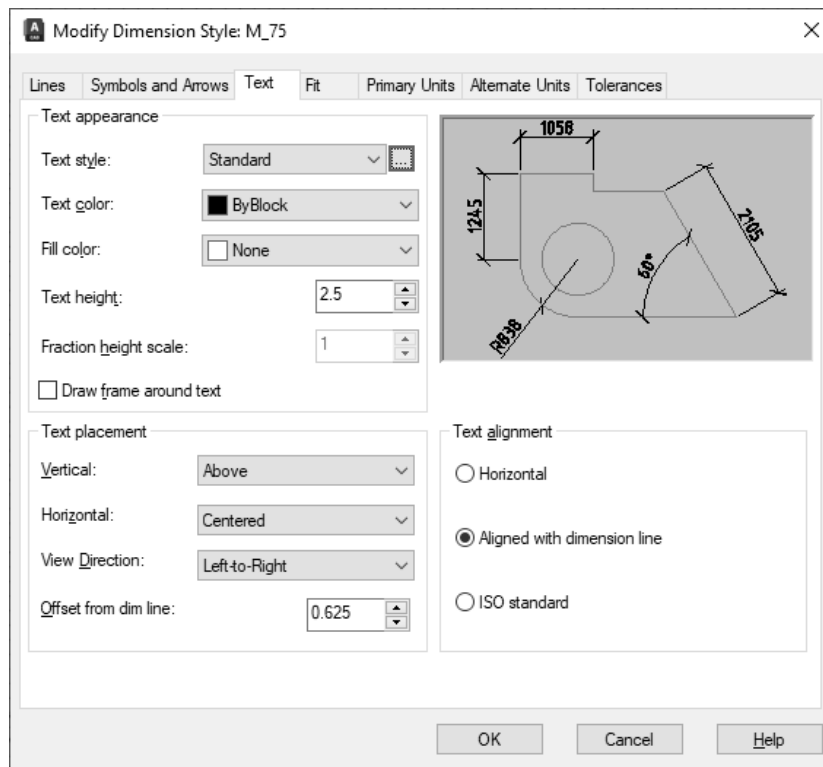 A
CAD
Modify Dimension Style: M_75
Lines Symbols and Arrows Text Fit Primary Units Alternate Units Tolerances
Text appearance
Text style: Standard ...
Text color: ByBlock
Fill color: None
Text height: 2.5
Fraction height scale: 1
Draw frame around text
1058
1245
2105
60°
R838
Text placement
Vertical: Above
Horizontal: Centered
View Direction: Left-to-Right
Offset from dim line: 0.625
Text alignment
Horizontal
Aligned with dimension line
ISO standard
OK Cancel Help